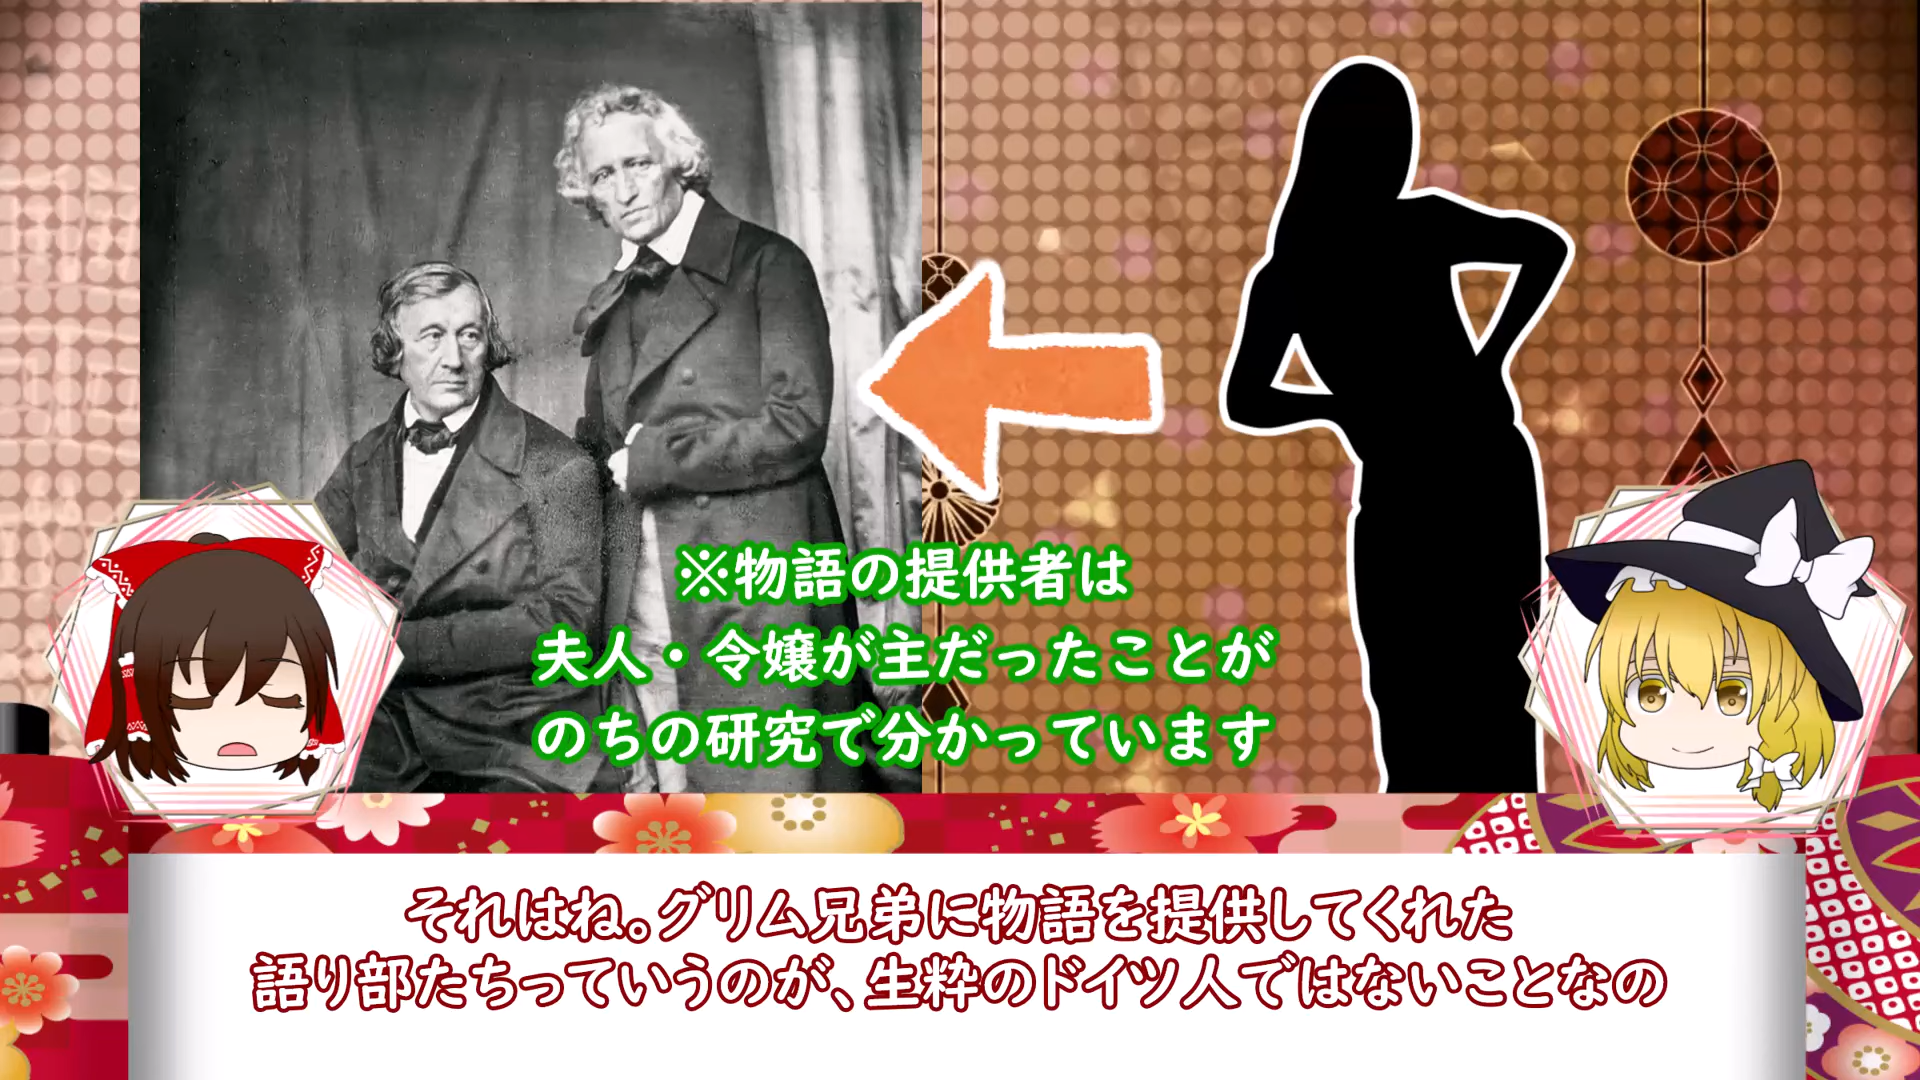 ※物語の提供者は
夫人・令嬢が主だったことが
のちの研究で分かっています
それはね。グリム兄弟に物語を提供してくれた
語り部たちっていうのが、生粋のドイツ人ではないことなの